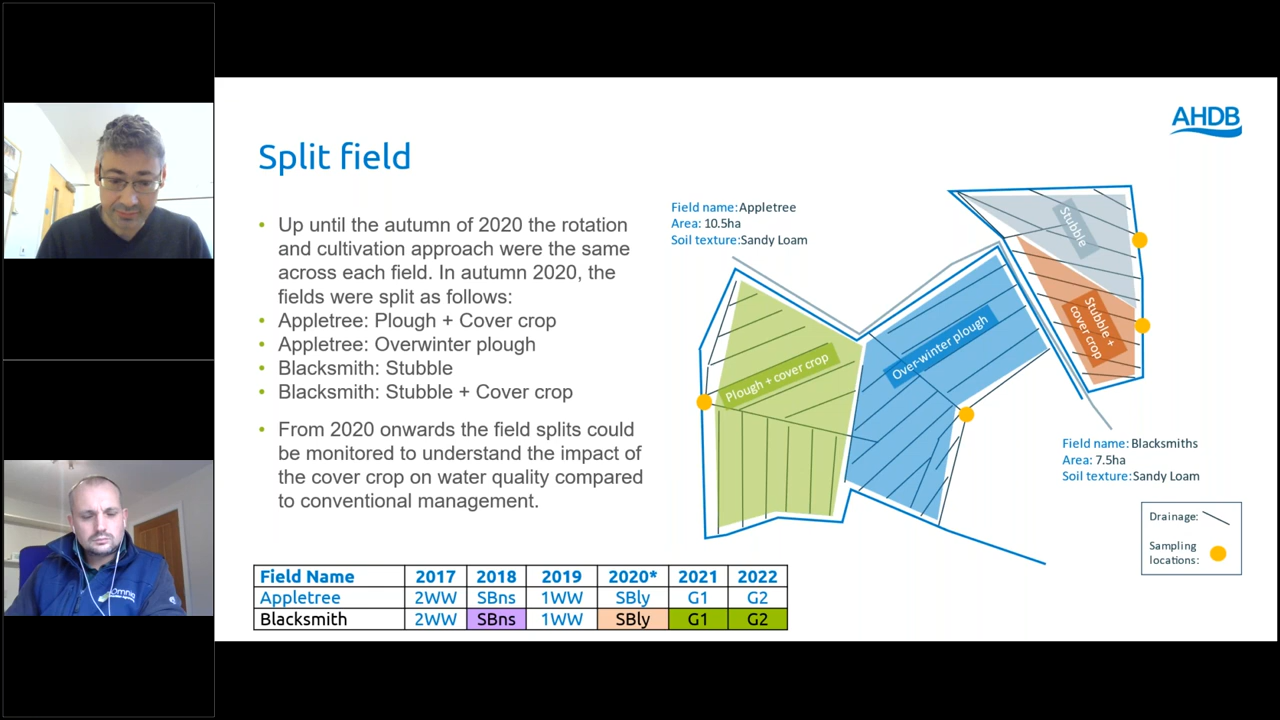 AHDB
Split field
• Up until the autumn of 2020 the rotation
and cultivation approach were the same
across each field. In autumn 2020, the
fields were split as follows:
• Appletree: Plough + Cover crop
• Appletree: Overwinter plough
• Blacksmith: Stubble
• Blacksmith: Stubble + Cover crop
• From 2020 onwards the field splits could
be monitored to understand the impact of
the cover crop on water quality compared
to conventional management.
Field name: Appletree
Area: 10.5ha
Soil texture: Sandy Loam
Plough + cover crop
Over-winter plough
Stubble
Stubble +
cover crop
Field name: Blacksmiths
Area: 7.5ha
Soil texture: Sandy Loam
Drainage:
Sampling
locations:
Field Name 2017 2018 2019 2020* 2021 2022
Appletree 2WW SBns 1WW SBly G1 G2
Blacksmith 2WW SBns 1WW SBly G1 G2
Omnia